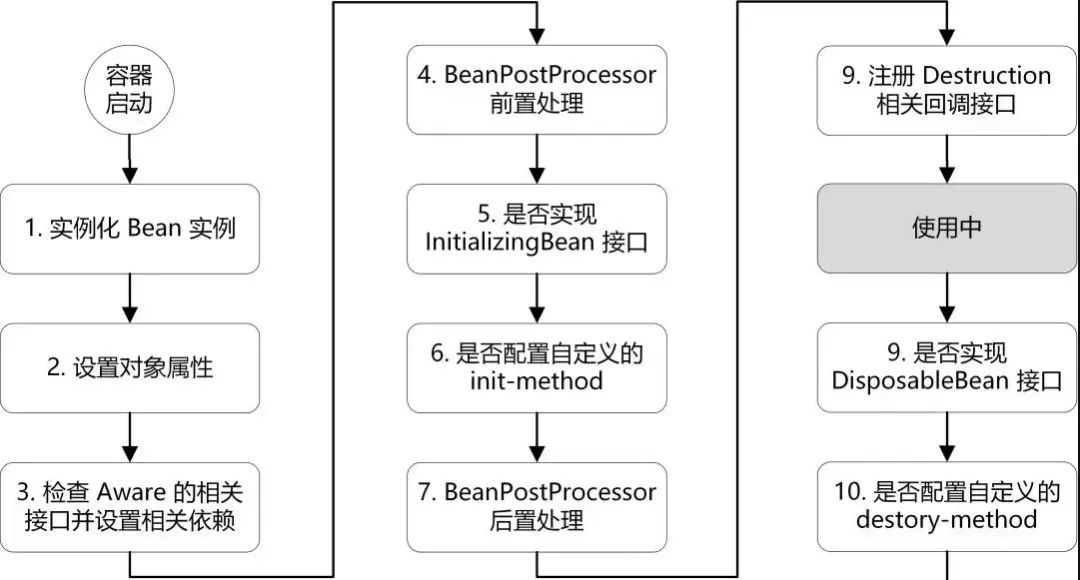 容器
启动
1. 实例化 Bean 实例
2. 设置对象属性
3. 检查 Aware 的相关
接口并设置相关依赖
4. BeanPostProcessor
前置处理
5. 是否实现
InitializingBean 接口
6. 是否配置自定义的
init-method
7. BeanPostProcessor
后置处理
9. 注册 Destruction
相关回调接口
使用中
9. 是否实现
DisposableBean 接口
10. 是否配置自定义的
destory-method